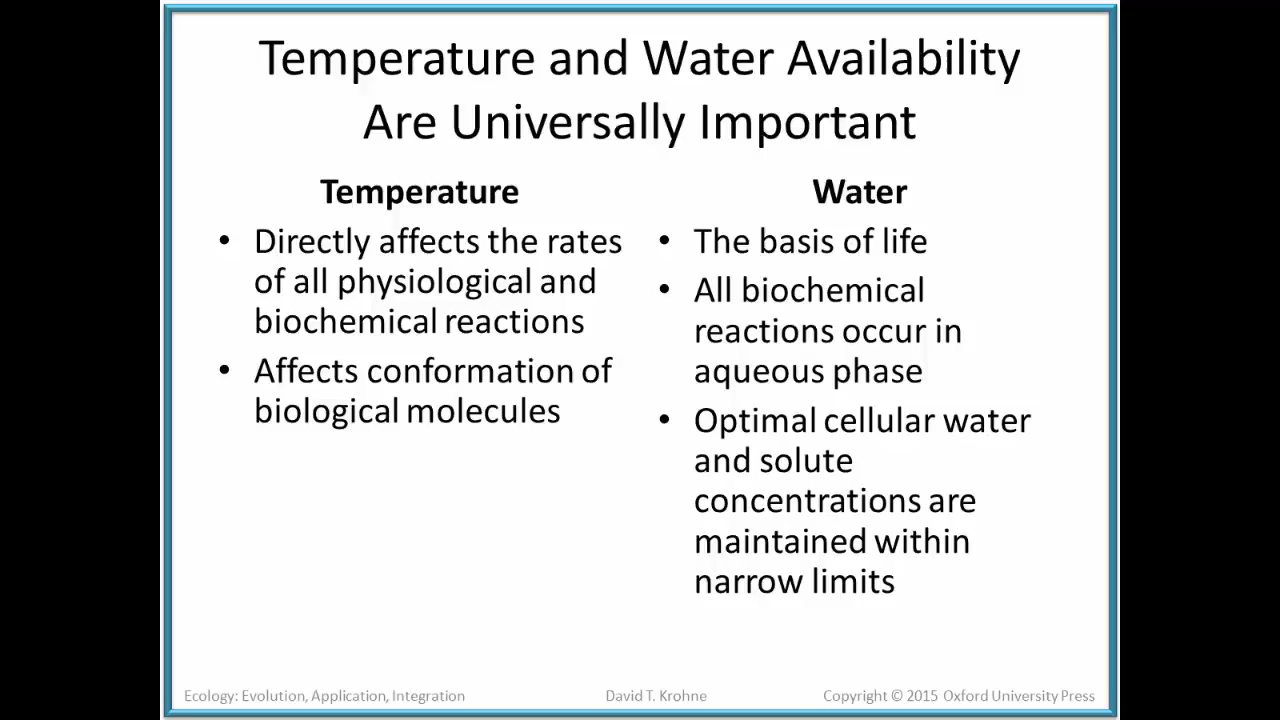 Temperature and Water Availability
Are Universally Important
Temperature
• Directly affects the rates
of all physiological and
biochemical reactions
• Affects conformation of
biological molecules
Water
• The basis of life
• All biochemical
reactions occur in
aqueous phase
• Optimal cellular water
and solute
concentrations are
maintained within
narrow limits
Ecology: Evolution, Application, Integration
David T. Krohne
Copyright © 2015 Oxford University Press